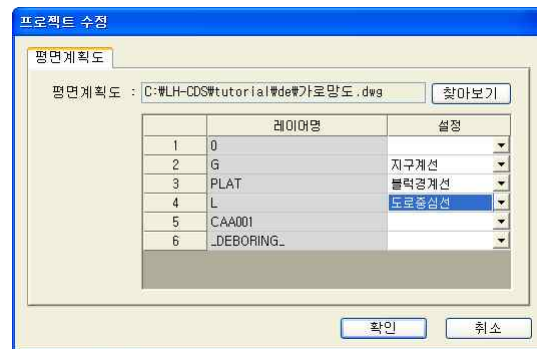 프로젝트 수정
평면계획도
평면계획도 : C:₩LH-CDS₩tutorial₩de₩가로망도.dwg 찾아보기
레이어명 설정
1 0
2 G 지구계선
3 PLAT 블럭경계선
4 L 도로중심선
5 CAA001
6 _DEBORING_
확인 취소